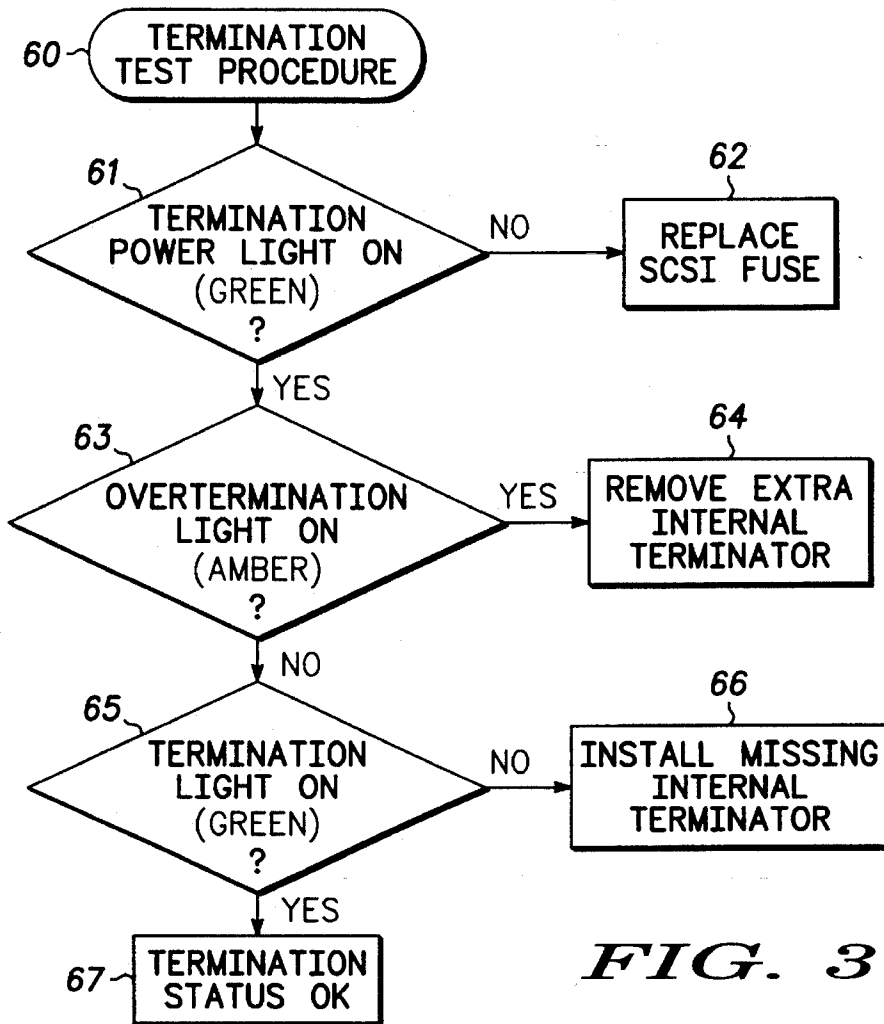 60
TERMINATION
TEST PROCEDURE
61
TERMINATION
POWER LIGHT ON
(GREEN)
?
NO
62
REPLACE
SCSI FUSE
YES
63
OVERTERMINATION
LIGHT ON
(AMBER)
?
YES
64
REMOVE EXTRA
INTERNAL
TERMINATOR
NO
65
TERMINATION
LIGHT ON
(GREEN)
?
NO
66
INSTALL MISSING
INTERNAL
TERMINATOR
YES
67
TERMINATION
STATUS OK
FIG. 3